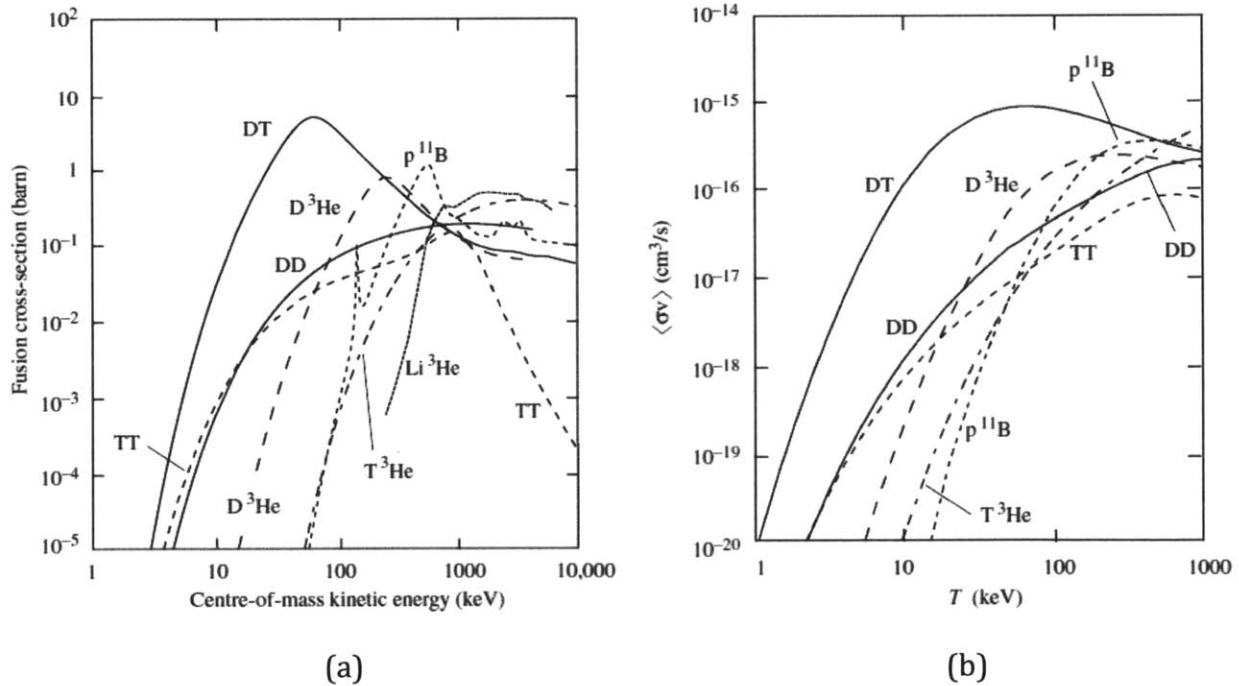 10²
10
1
10⁻¹
10⁻²
10⁻³
10⁻⁴
10⁻⁵
Fusion cross-section (barn)
DT
p ¹¹B
D ³He
DD
Li ³He
TT
TT
T ³He
D ³He
1 10 100 1000 10,000
Centre-of-mass kinetic energy (keV)
(a)
10⁻¹⁴
10⁻¹⁵
10⁻¹⁶
10⁻¹⁷
10⁻¹⁸
10⁻¹⁹
10⁻²⁰
⟨σv⟩ (cm³/s)
p ¹¹B
D ³He
DT
DD
TT
DD
p ¹¹B
T ³He
1 10 100 1000
T (keV)
(b)